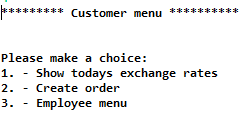 ********* Customer menu **********
Please make a choice:
1. - Show todays exchange rates
2. - Create order
3. - Employee menu